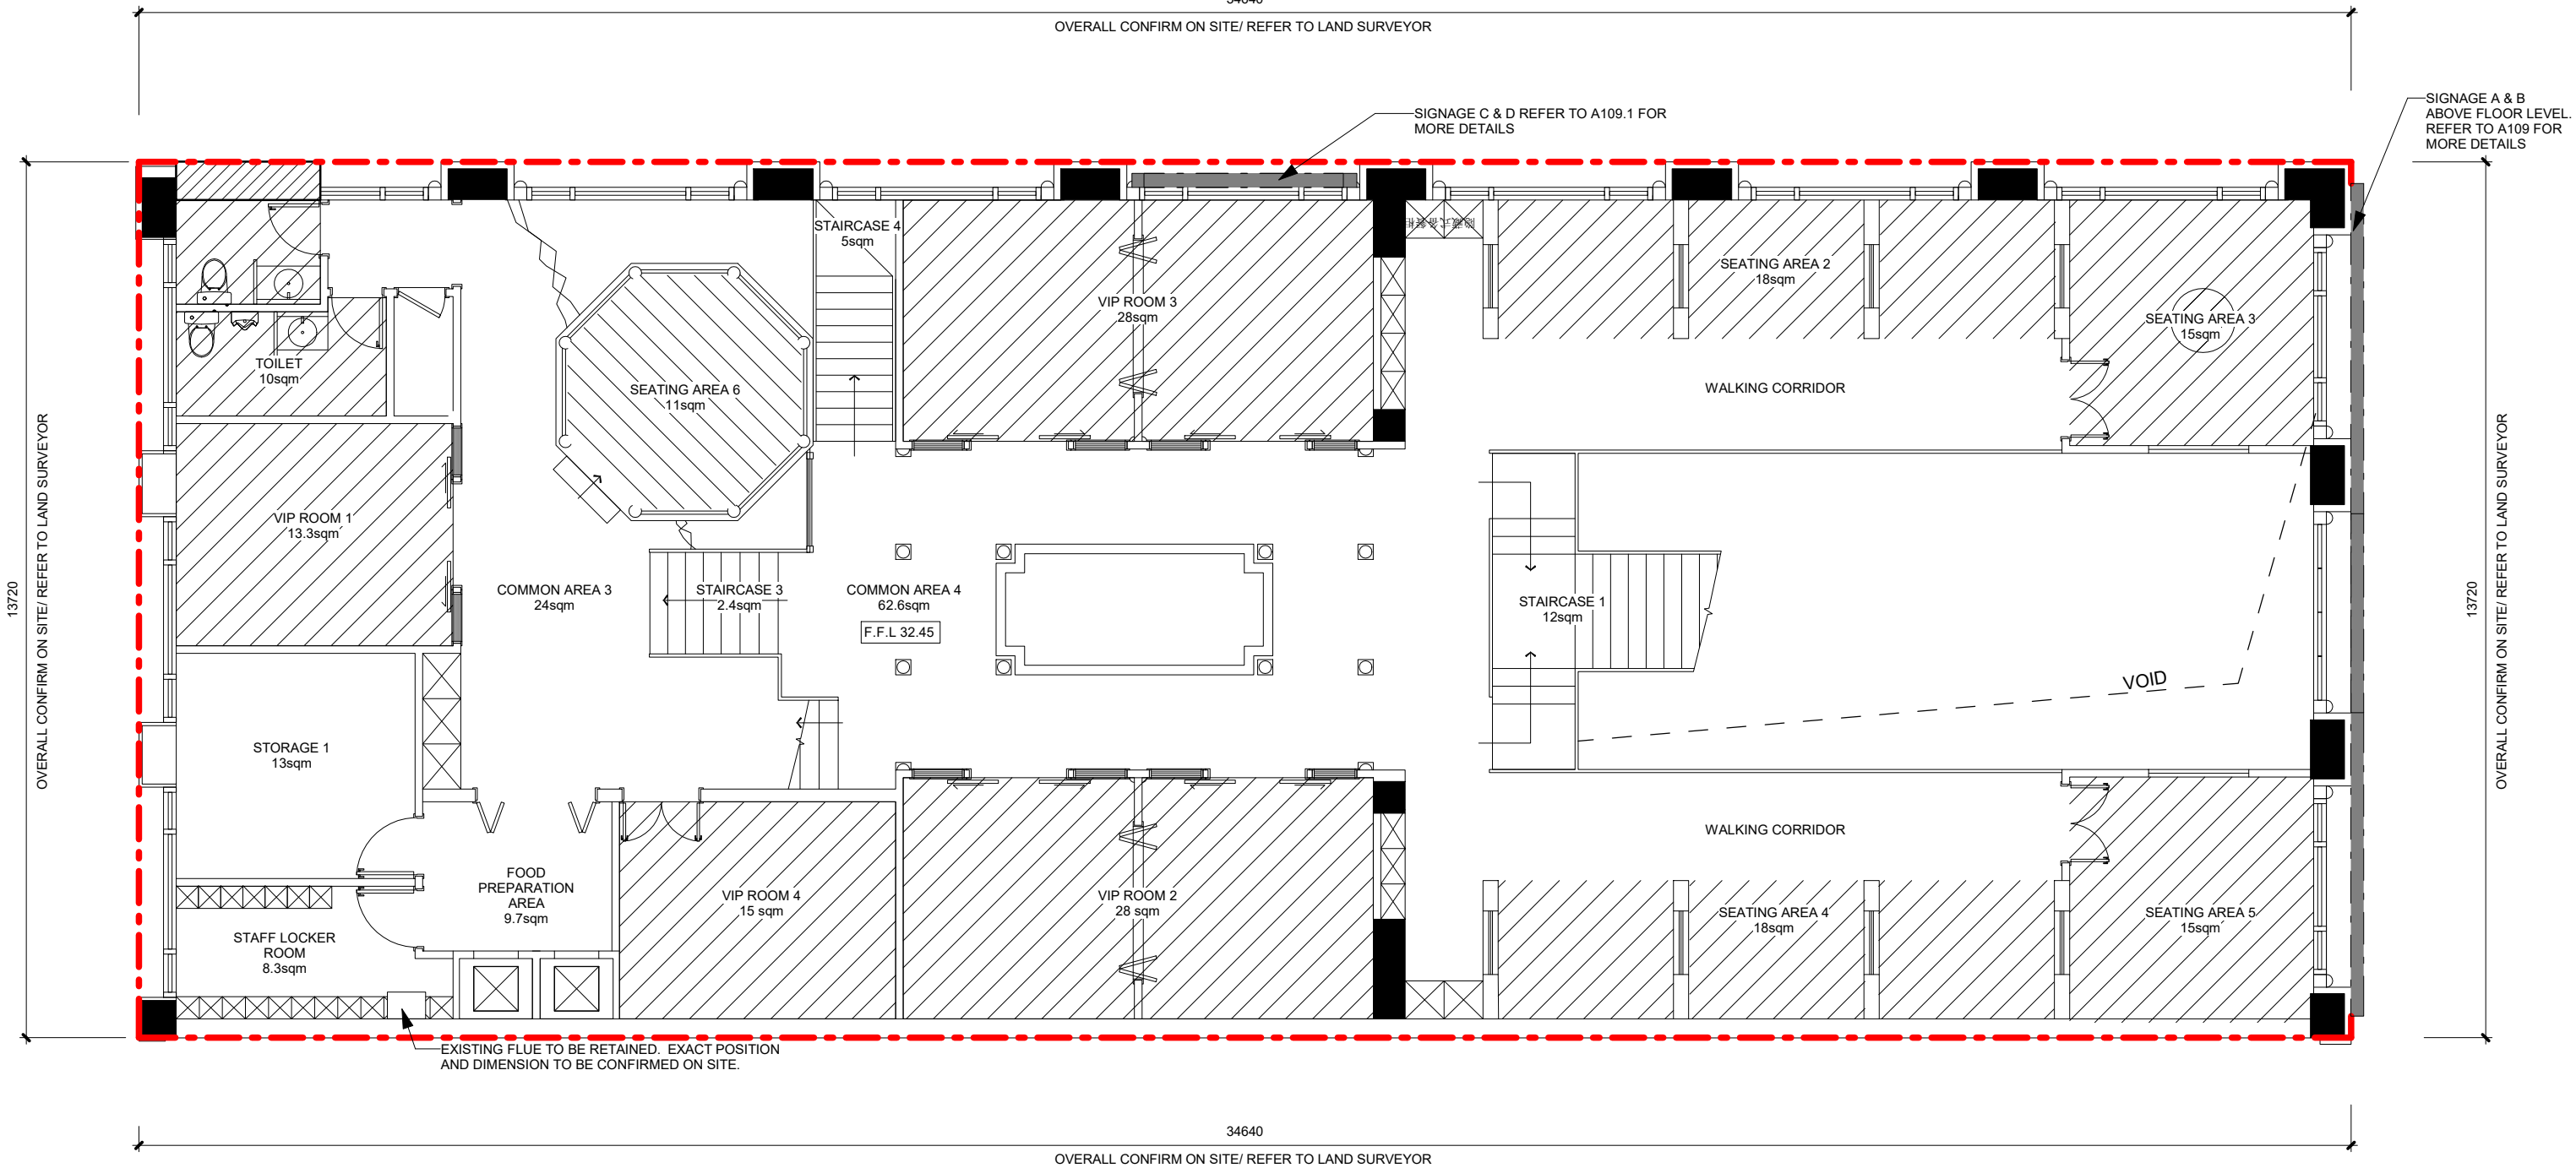 34640
OVERALL CONFIRM ON SITE/ REFER TO LAND SURVEYOR
SIGNAGE C & D REFER TO A109.1 FOR
MORE DETAILS
SIGNAGE A & B
ABOVE FLOOR LEVEL.
REFER TO A109 FOR
MORE DETAILS
13720
OVERALL CONFIRM ON SITE/ REFER TO LAND SURVEYOR
STAIRCASE 4
5sqm
SEATING AREA 2
18sqm
VIP ROOM 3
28sqm
SEATING AREA 3
15sqm
TOILET
10sqm
SEATING AREA 6
11sqm
WALKING CORRIDOR
VIP ROOM 1
13.3sqm
COMMON AREA 3
24sqm
STAIRCASE 3
2.4sqm
COMMON AREA 4
62.6sqm
F.F.L 32.45
STAIRCASE 1
12sqm
VOID
13720
OVERALL CONFIRM ON SITE/ REFER TO LAND SURVEYOR
STORAGE 1
13sqm
WALKING CORRIDOR
FOOD
PREPARATION
AREA
9.7sqm
VIP ROOM 4
15 sqm
VIP ROOM 2
28 sqm
SEATING AREA 4
18sqm
SEATING AREA 5
15sqm
STAFF LOCKER
ROOM
8.3sqm
EXISTING FLUE TO BE RETAINED. EXACT POSITION
AND DIMENSION TO BE CONFIRMED ON SITE.
34640
OVERALL CONFIRM ON SITE/ REFER TO LAND SURVEYOR